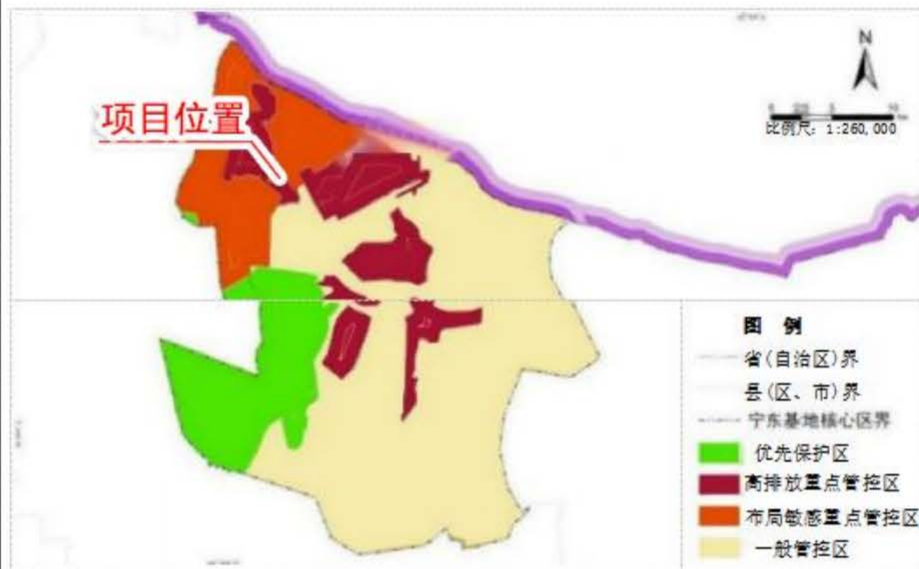 N
比例尺: 1:260,000
项目位置
图 例
省(自治区)界
县(区、市)界
宁东基地核心区界
优先保护区
高排放重点管控区
布局敏感重点管控区
一般管控区